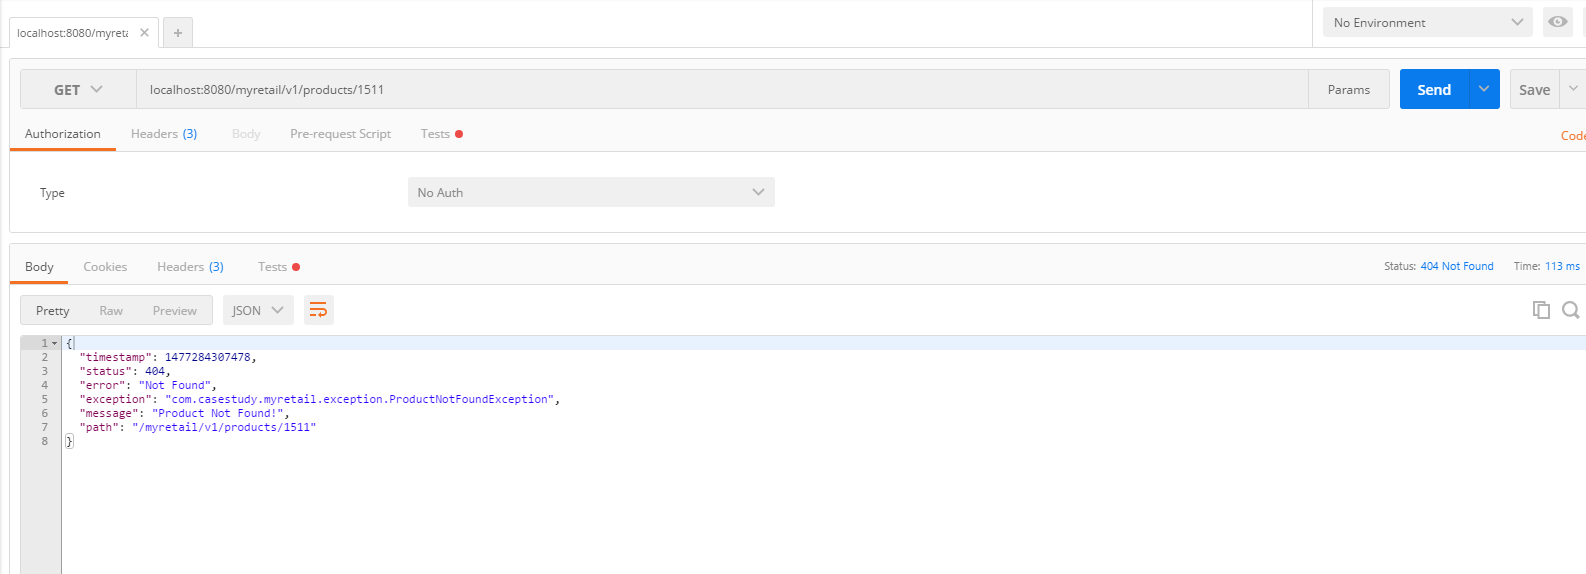 localhost:8080/myreta ✕ +
No Environment
GET localhost:8080/myretail/v1/products/1511 Params Send Save
Authorization Headers (3) Body Pre-request Script Tests Code
Type No Auth
Body Cookies Headers (3) Tests Status: 404 Not Found Time: 113 ms
Pretty Raw Preview JSON
1 {
2 "timestamp": 1477284307478,
3 "status": 404,
4 "error": "Not Found",
5 "exception": "com.casestudy.myretail.exception.ProductNotFoundException",
6 "message": "Product Not Found!",
7 "path": "/myretail/v1/products/1511"
8 }